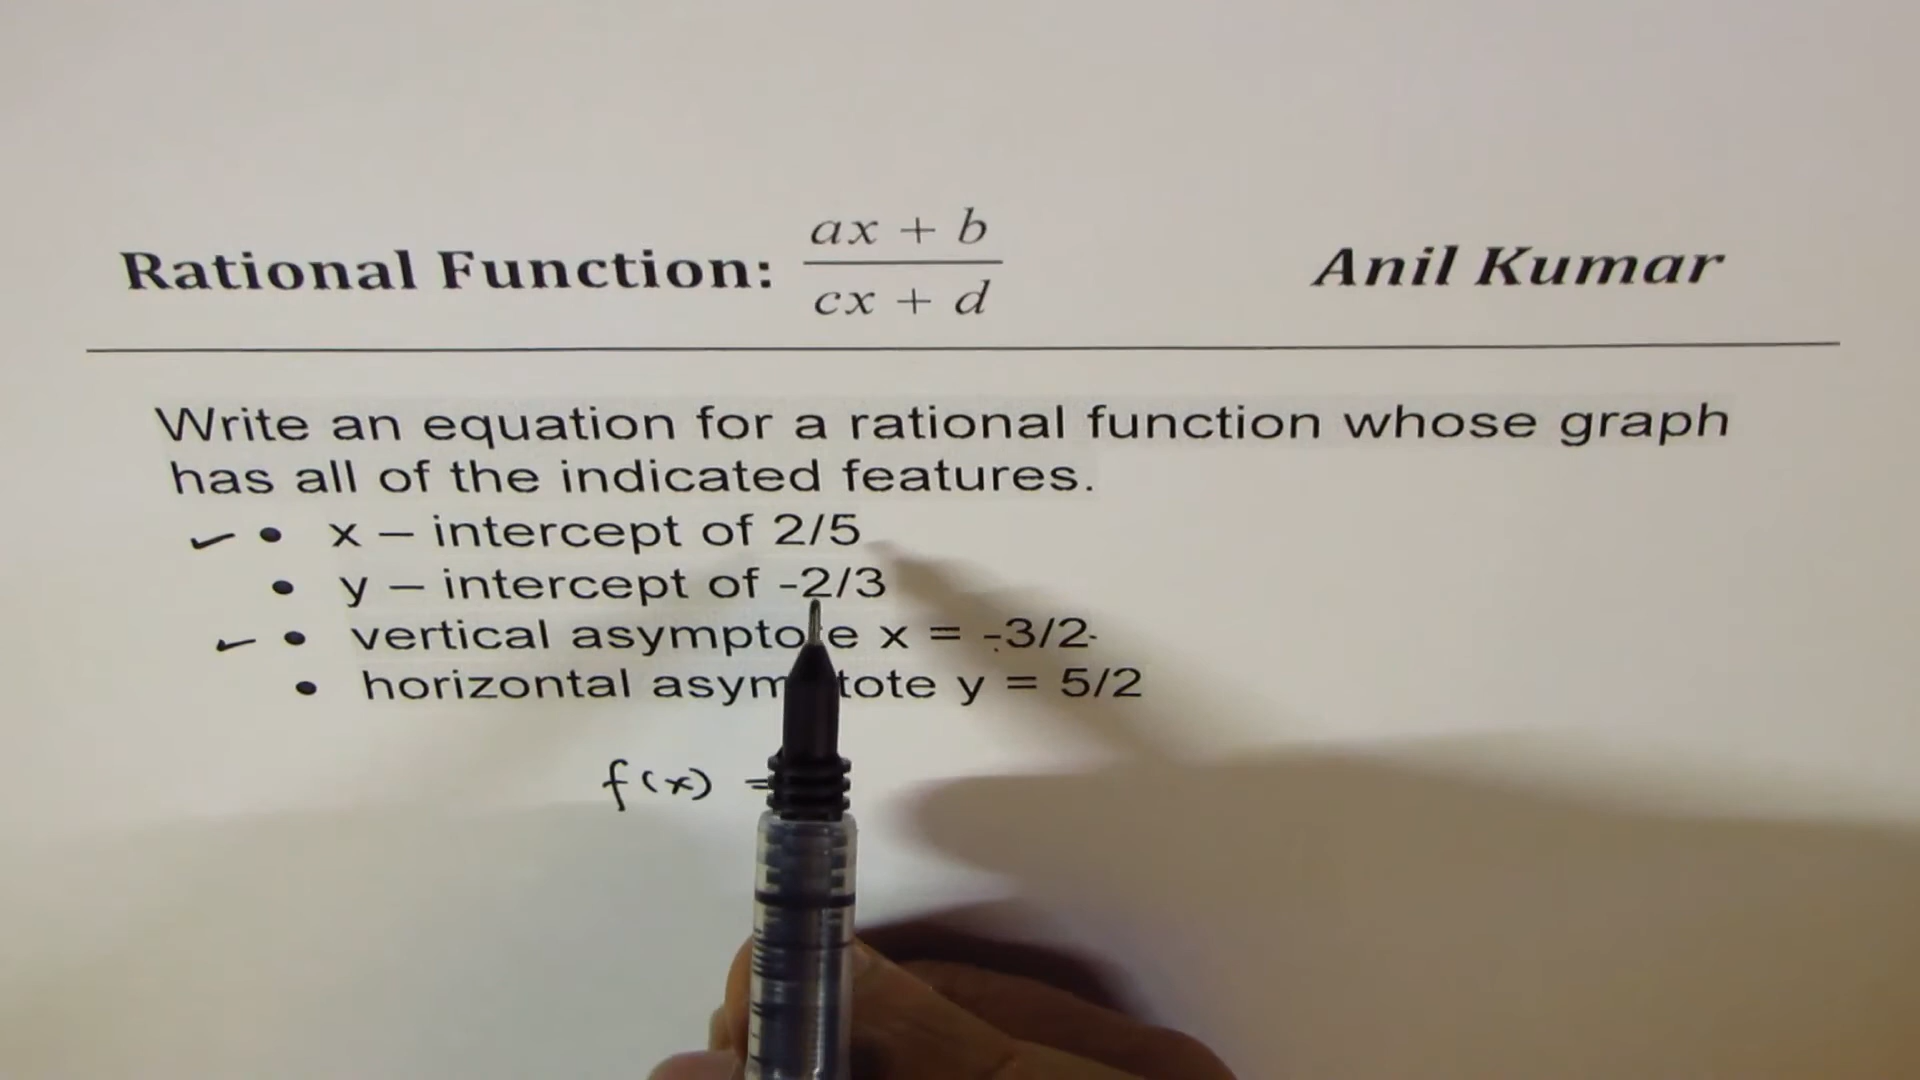 Rational Function: ax + b / cx + d Anil Kumar
Write an equation for a rational function whose graph
has all of the indicated features.
✓ • x – intercept of 2/5
• y – intercept of -2/3
✓ • vertical asymptote x = -3/2
• horizontal asymptote y = 5/2
f(x) =